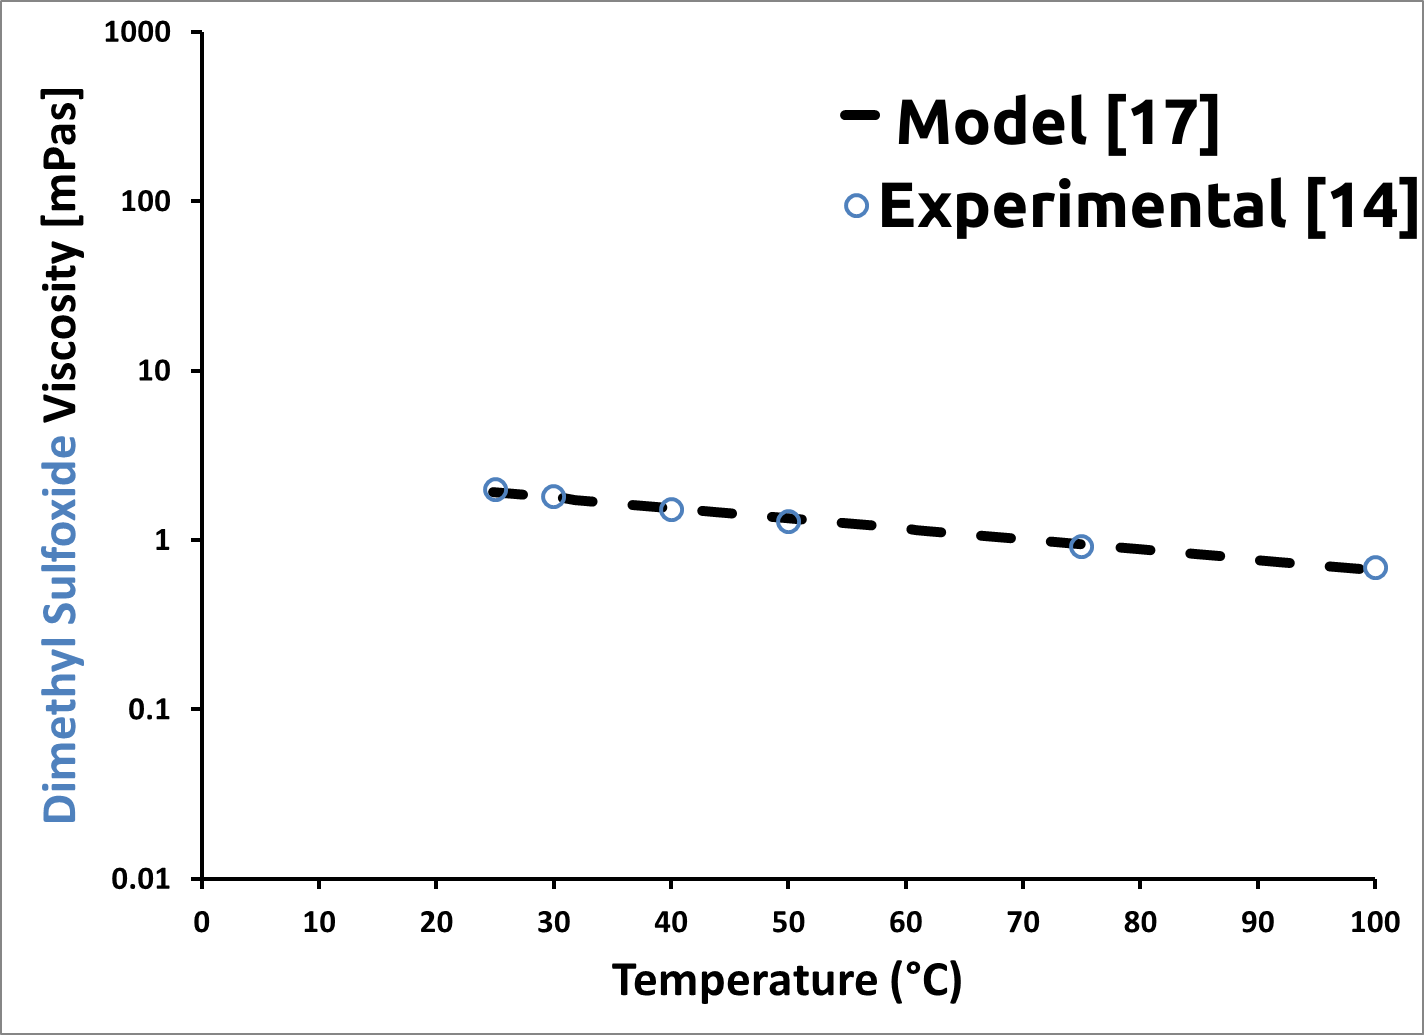 1000
100
10
1
0.1
0.01
Dimethyl Sulfoxide Viscosity [mPas]
Model [17]
Experimental [14]
0 10 20 30 40 50 60 70 80 90 100
Temperature (°C)